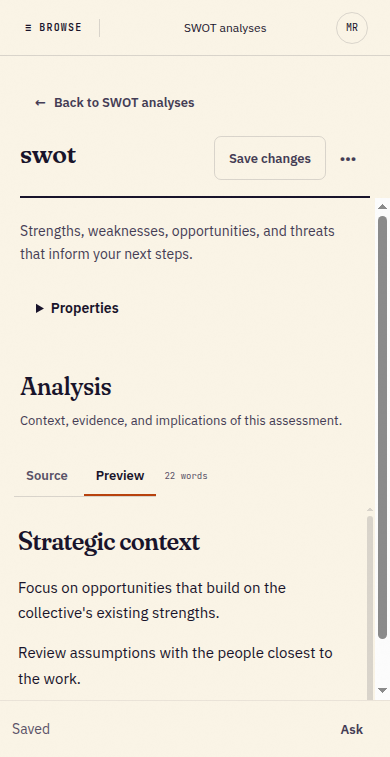 ≡ BROWSE
SWOT analyses
MR
← Back to SWOT analyses
swot
Save changes
•••
Strengths, weaknesses, opportunities, and threats
that inform your next steps.
▶ Properties
Analysis
Context, evidence, and implications of this assessment.
Source
Preview
22 words
Strategic context
Focus on opportunities that build on the
collective's existing strengths.
Review assumptions with the people closest to
the work.
Saved
Ask